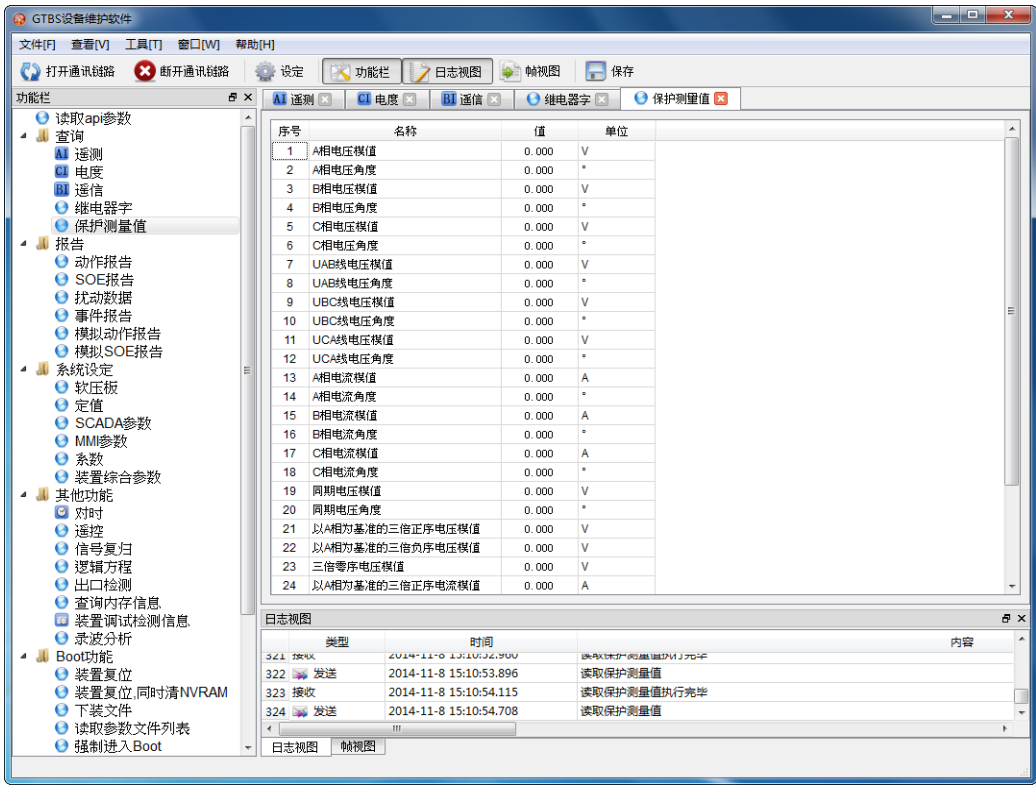 GTBS设备维护软件
文件[F] 查看[V] 工具[T] 窗口[W] 帮助[H]
打开通讯链路 断开通讯链路 设定 功能栏 日志视图 帧视图 保存
功能栏
读取api参数
查询
AI 遥测
CI 电度
BI 遥信
继电器字
保护测量值
报告
动作报告
SOE报告
扰动数据
事件报告
模拟动作报告
模拟SOE报告
系统设定
软压板
定值
SCADA参数
MMI参数
系数
装置综合参数
其他功能
对时
遥控
信号复归
逻辑方程
出口检测
查询内存信息
装置调试检测信息
录波分析
Boot功能
装置复位
装置复位,同时清NVRAM
下装文件
读取参数文件列表
强制进入Boot
AI 遥测 CI 电度 BI 遥信 继电器字 保护测量值
序号 名称 值 单位
1 A相电压模值 0.000 V
2 A相电压角度 0.000 °
3 B相电压模值 0.000 V
4 B相电压角度 0.000 °
5 C相电压模值 0.000 V
6 C相电压角度 0.000 °
7 UAB线电压模值 0.000 V
8 UAB线电压角度 0.000 °
9 UBC线电压模值 0.000 V
10 UBC线电压角度 0.000 °
11 UCA线电压模值 0.000 V
12 UCA线电压角度 0.000 °
13 A相电流模值 0.000 A
14 A相电流角度 0.000 °
15 B相电流模值 0.000 A
16 B相电流角度 0.000 °
17 C相电流模值 0.000 A
18 C相电流角度 0.000 °
19 同期电压模值 0.000 V
20 同期电压角度 0.000 °
21 以A相为基准的三倍正序电压模值 0.000 V
22 以A相为基准的三倍负序电压模值 0.000 V
23 三倍零序电压模值 0.000 V
24 以A相为基准的三倍正序电流模值 0.000 A
日志视图
类型 时间 内容
321 接收 2014-11-8 15:10:52.960 读取保护测量值执行完毕
322 发送 2014-11-8 15:10:53.896 读取保护测量值
323 接收 2014-11-8 15:10:54.115 读取保护测量值执行完毕
324 发送 2014-11-8 15:10:54.708 读取保护测量值
日志视图 帧视图